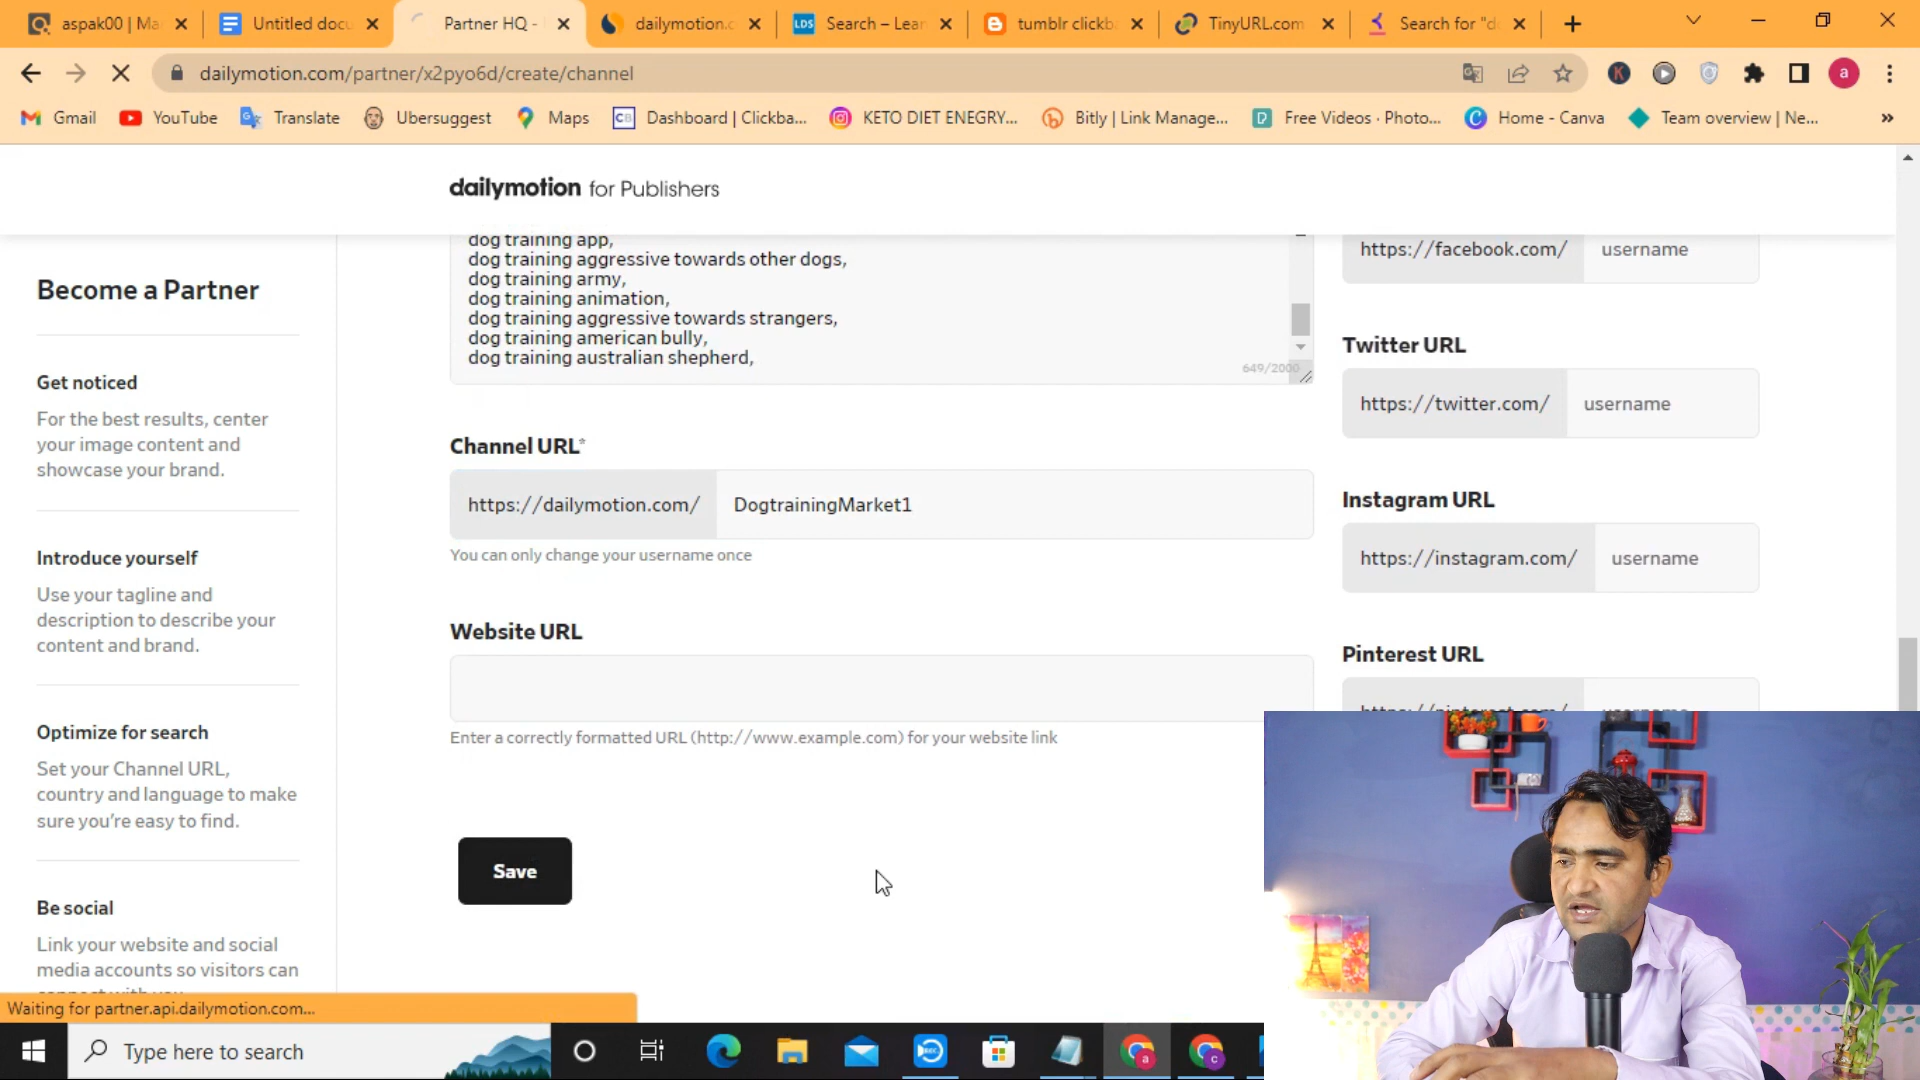 aspak00 | Ma
Untitled docu
Partner HQ -
dailymotion.c
Search – Lear
tumblr clickb
TinyURL.com
Search for "d
dailymotion.com/partner/x2pyo6d/create/channel
Gmail
YouTube
Translate
Ubersuggest
Maps
Dashboard | Clickba...
KETO DIET ENEGRY...
Bitly | Link Manage...
Free Videos · Photo...
Home - Canva
Team overview | Ne...
dailymotion for Publishers
Become a Partner
Get noticed
For the best results, center
your image content and
showcase your brand.
Introduce yourself
Use your tagline and
description to describe your
content and brand.
Optimize for search
Set your Channel URL,
country and language to make
sure you're easy to find.
Be social
Link your website and social
media accounts so visitors can
dog training app,
dog training aggressive towards other dogs,
dog training army,
dog training animation,
dog training aggressive towards strangers,
dog training american bully,
dog training australian shepherd,
649/2000
Channel URL*
https://dailymotion.com/ DogtrainingMarket1
You can only change your username once
Website URL
Enter a correctly formatted URL (http://www.example.com) for your website link
Save
https://facebook.com/ username
Twitter URL
https://twitter.com/ username
Instagram URL
https://instagram.com/ username
Pinterest URL
Waiting for partner.api.dailymotion.com...
Type here to search